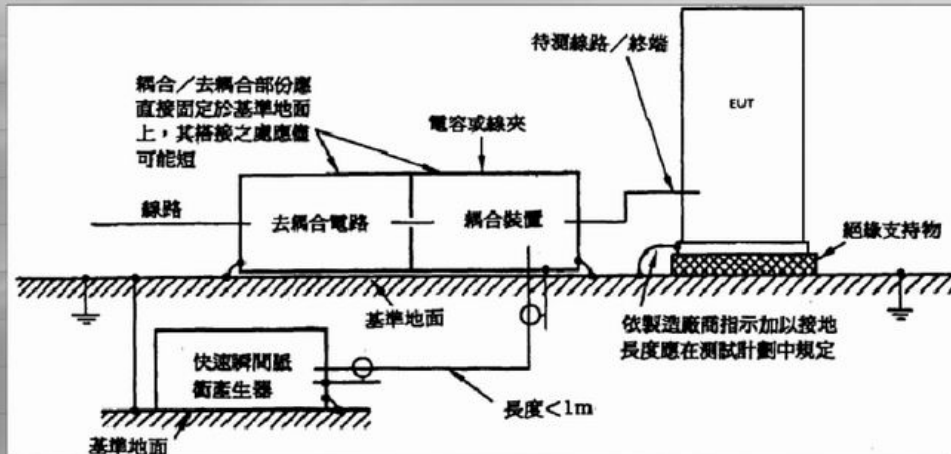 待測線路／終端
EUT
耦合／去耦合部份應
直接固定於基準地面
上，其搭接之處應儘
可能短
電容或線夾
線路
去耦合電路
耦合裝置
絕緣支持物
基準地面
依製造廠商指示加以接地
長度應在測試計劃中規定
快速瞬間脈
衝產生器
長度＜1m
基準地面